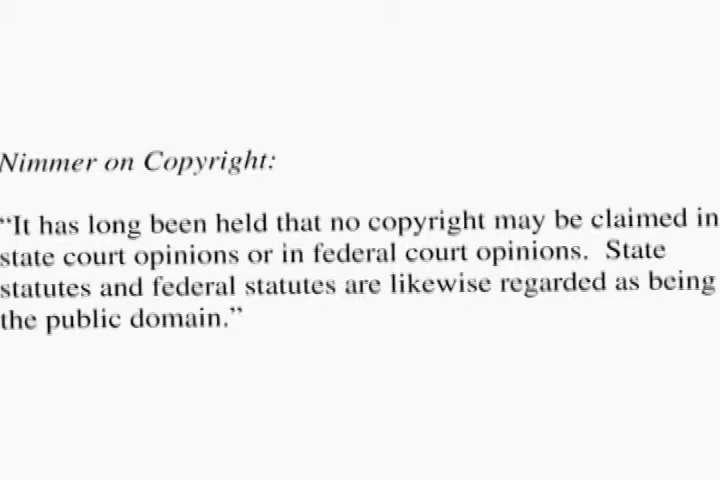 Nimmer on Copyright:
“It has long been held that no copyright may be claimed in
state court opinions or in federal court opinions.  State
statutes and federal statutes are likewise regarded as being
the public domain.”